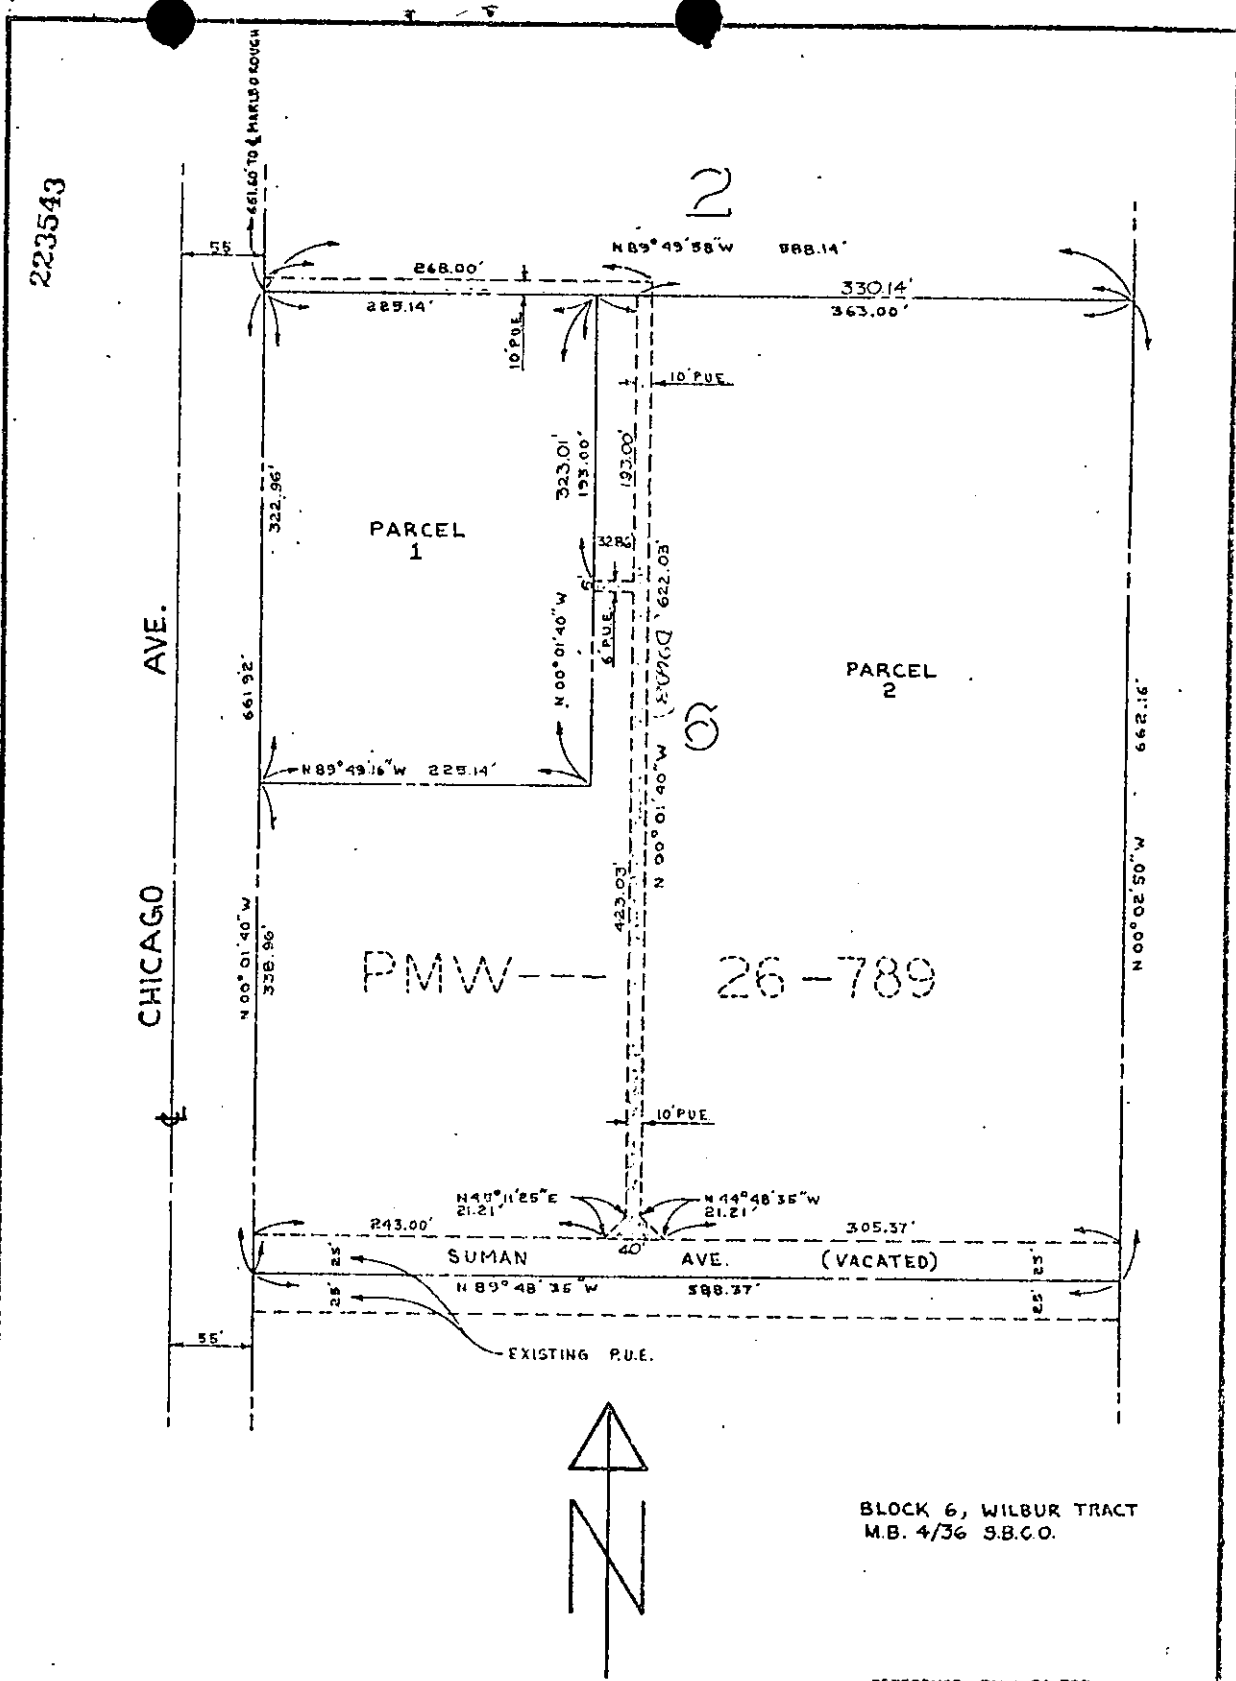 223543
661.60' TO ℄ MARLBOROUGH
2
55
N 89° 49' 58" W 588.14'
268.00'
330.14'
225.14'
363.00'
10' P.U.E.
10' P.U.E.
322.96'
323.01'
193.00'
193.00'
PARCEL
1
32.86'
6'
6' P.U.E.
N 00° 01' 40" W
622.03'
N 00° 01' 40" W
AVE.
PARCEL
2
6
661.92'
662.16'
N 89° 49' 16" W 225.14'
CHICAGO
N 00° 01' 40" W
338.96'
423.03'
N 00° 02' 50" W
PMW--- 26-789
℄
10' P.U.E.
21.21'
N 44° 48' 35" W
21.21'
243.00'
305.37'
40'
25'
SUMAN AVE. (VACATED)
25'
N 89° 48' 35" W 588.37'
25'
25'
55'
EXISTING P.U.E.
N
BLOCK 6, WILBUR TRACT
M.B. 4/36 S.B.CO.